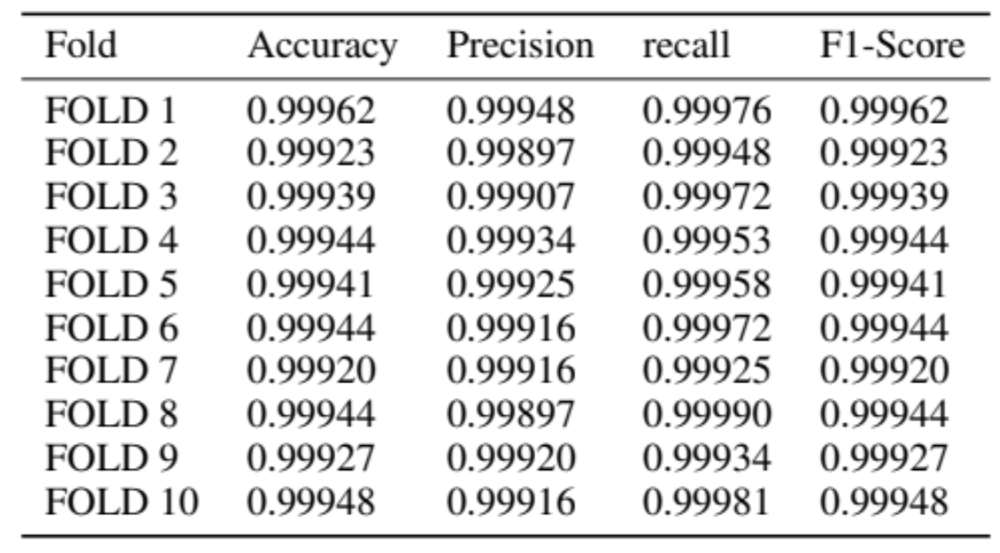 Fold Accuracy Precision recall F1-Score
FOLD 1 0.99962 0.99948 0.99976 0.99962
FOLD 2 0.99923 0.99897 0.99948 0.99923
FOLD 3 0.99939 0.99907 0.99972 0.99939
FOLD 4 0.99944 0.99934 0.99953 0.99944
FOLD 5 0.99941 0.99925 0.99958 0.99941
FOLD 6 0.99944 0.99916 0.99972 0.99944
FOLD 7 0.99920 0.99916 0.99925 0.99920
FOLD 8 0.99944 0.99897 0.99990 0.99944
FOLD 9 0.99927 0.99920 0.99934 0.99927
FOLD 10 0.99948 0.99916 0.99981 0.99948